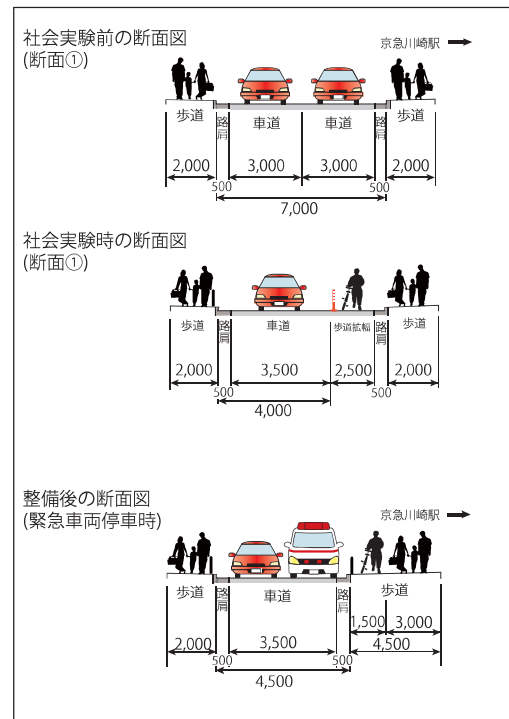 社会実験前の断面図
(断面①)
京急川崎駅
歩道
路肩
車道
車道
路肩
歩道
2,000
3,000
3,000
2,000
500
500
7,000
社会実験時の断面図
(断面①)
歩道
路肩
車道
歩道拡幅
路肩
歩道
2,000
3,500
2,500
2,000
500
500
4,000
整備後の断面図
(緊急車両停車時)
京急川崎駅
歩道
路肩
車道
路肩
歩道
1,500
3,000
2,000
3,500
4,500
500
500
4,500